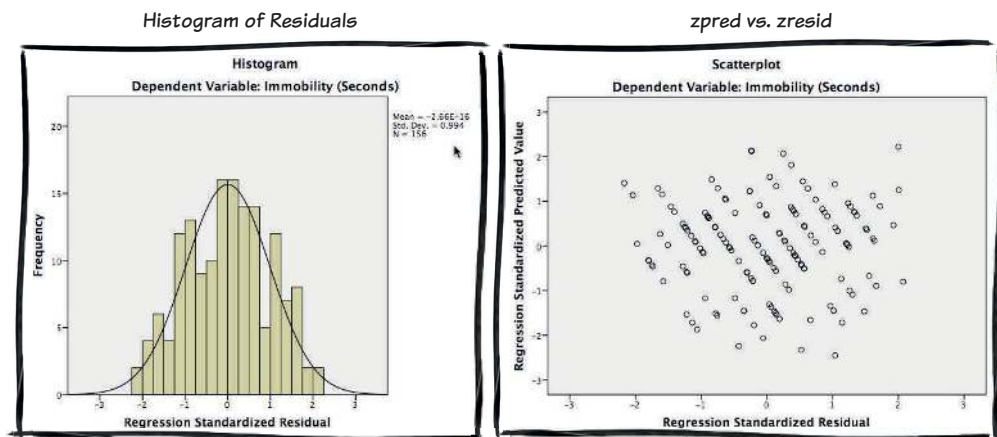 Histogram of Residuals
Histogram
Dependent Variable: Immobility (Seconds)
Mean = -2.66E-16
Std. Dev. = 0.994
N = 156
Frequency
20
15
10
5
0
-3 -2 -1 0 1 2 3
Regression Standardized Residual
zpred vs. zresid
Scatterplot
Dependent Variable: Immobility (Seconds)
Regression Standardized Predicted Value
3
2
1
0
-1
-2
-3
-3 -2 -1 0 1 2 3
Regression Standardized Residual